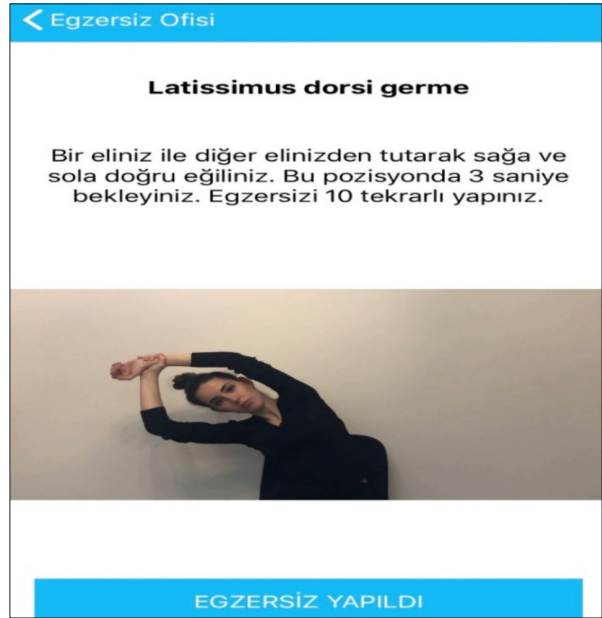 Egzersiz Ofisi
Latissimus dorsi germe
Bir eliniz ile diğer elinizden tutarak sağa ve
sola doğru eğiliniz. Bu pozisyonda 3 saniye
bekleyiniz. Egzersizi 10 tekrarlı yapınız.
EGZERSİZ YAPILDI